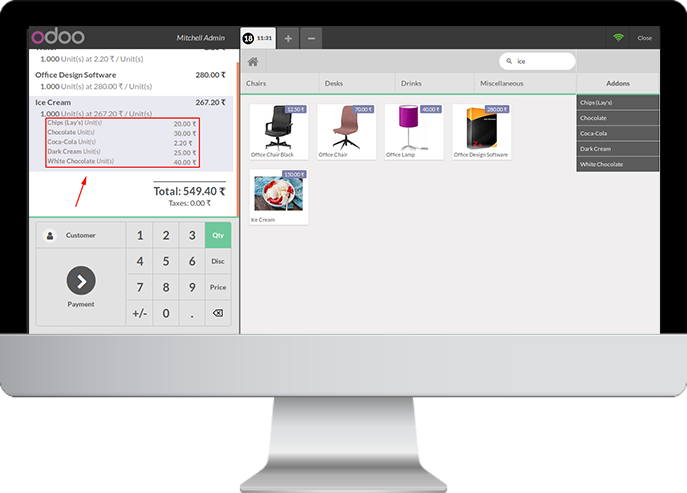 odoo
Mitchell Admin
18 11:31
Close
1.000 Unit(s) at 2.20 ₹ / Unit(s)
Office Design Software 280.00 ₹
1.000 Unit(s) at 280.00 ₹ / Unit(s)
Ice Cream 267.20 ₹
1.000 Unit(s) at 267.20 ₹ / Unit(s)
Chips (Lay's) Unit(s) 20.00 ₹
Chocolate Unit(s) 30.00 ₹
Coca-Cola Unit(s) 2.20 ₹
Dark Cream Unit(s) 25.00 ₹
White Chocolate Unit(s) 40.00 ₹
Total: 549.40 ₹
Taxes: 0.00 ₹
Customer
Payment
1 2 3 Qty
4 5 6 Disc
7 8 9 Price
+/- 0 .
ice
Chairs Desks Drinks Miscellaneous Addons
12.50 ₹
Office Chair Black
70.00 ₹
Office Chair
40.00 ₹
Office Lamp
280.00 ₹
Office Design Software
150.00 ₹
Ice Cream
Chips (Lay's)
Chocolate
Coca-Cola
Dark Cream
White Chocolate